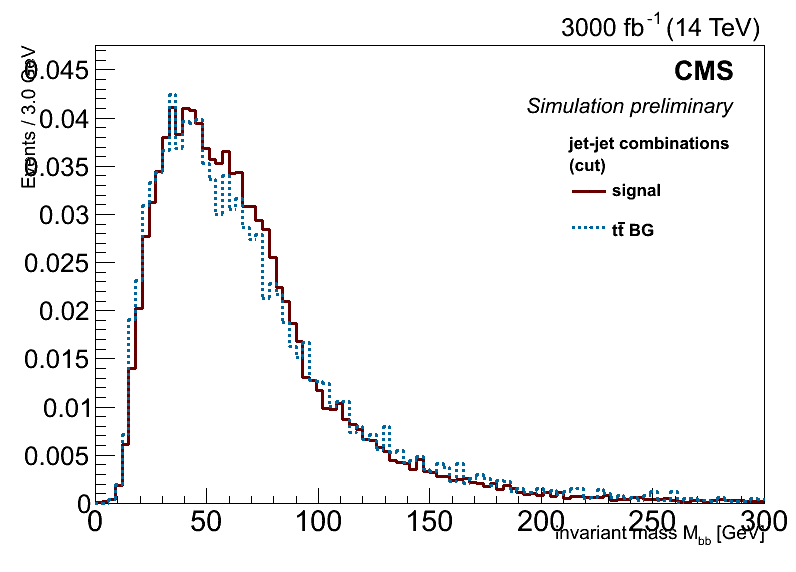 3000 fb⁻¹ (14 TeV)
Events / 3.0 GeV
CMS
Simulation preliminary
jet-jet combinations
(cut)
signal
tt̄ BG
0.045
0.04
0.035
0.03
0.025
0.02
0.015
0.01
0.005
0
0 50 100 150 200 250 300
invariant mass M_bb [GeV]